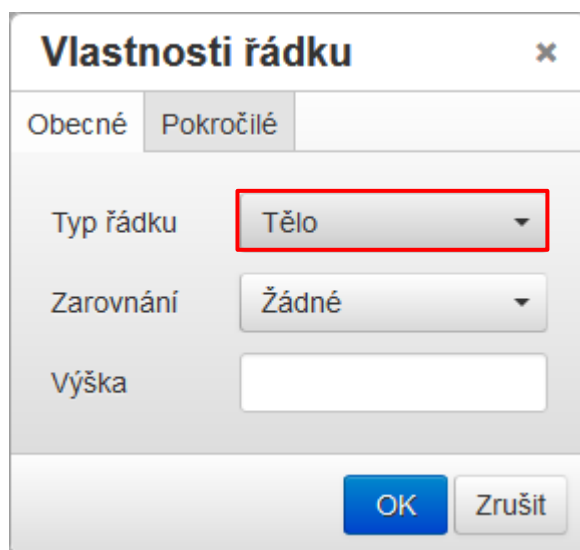 Vlastnosti řádku
Obecné Pokročilé
Typ řádku Tělo
Zarovnání Žádné
Výška
OK Zrušit